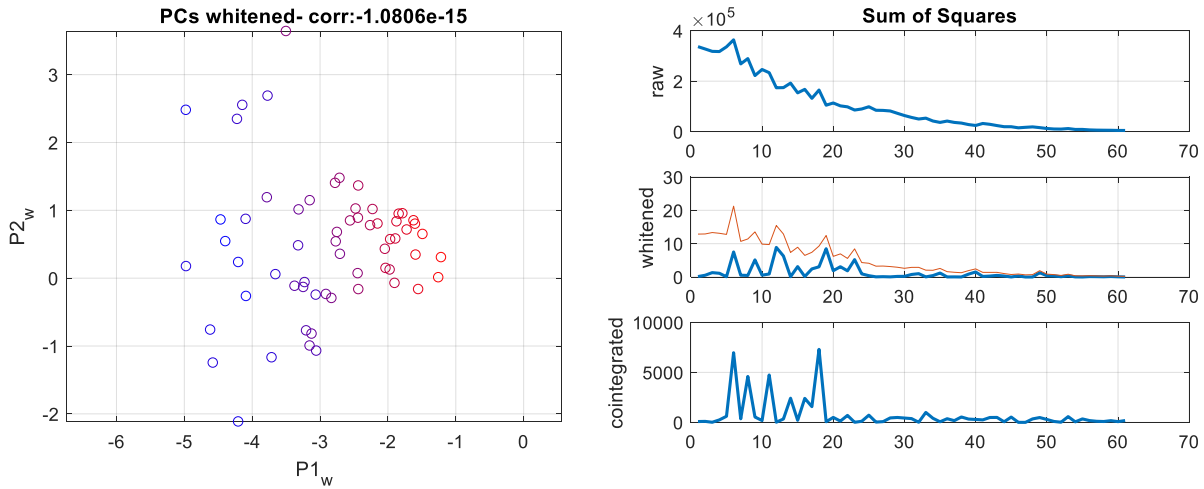 PCs whitened- corr:-1.0806e-15
3
2
1
0
-1
-2
P2w
-6 -5 -4 -3 -2 -1 0
P1w
Sum of Squares
×10⁵
4
2
0
raw
0 10 20 30 40 50 60 70
30
20
10
0
whitened
0 10 20 30 40 50 60 70
10000
5000
0
cointegrated
0 10 20 30 40 50 60 70